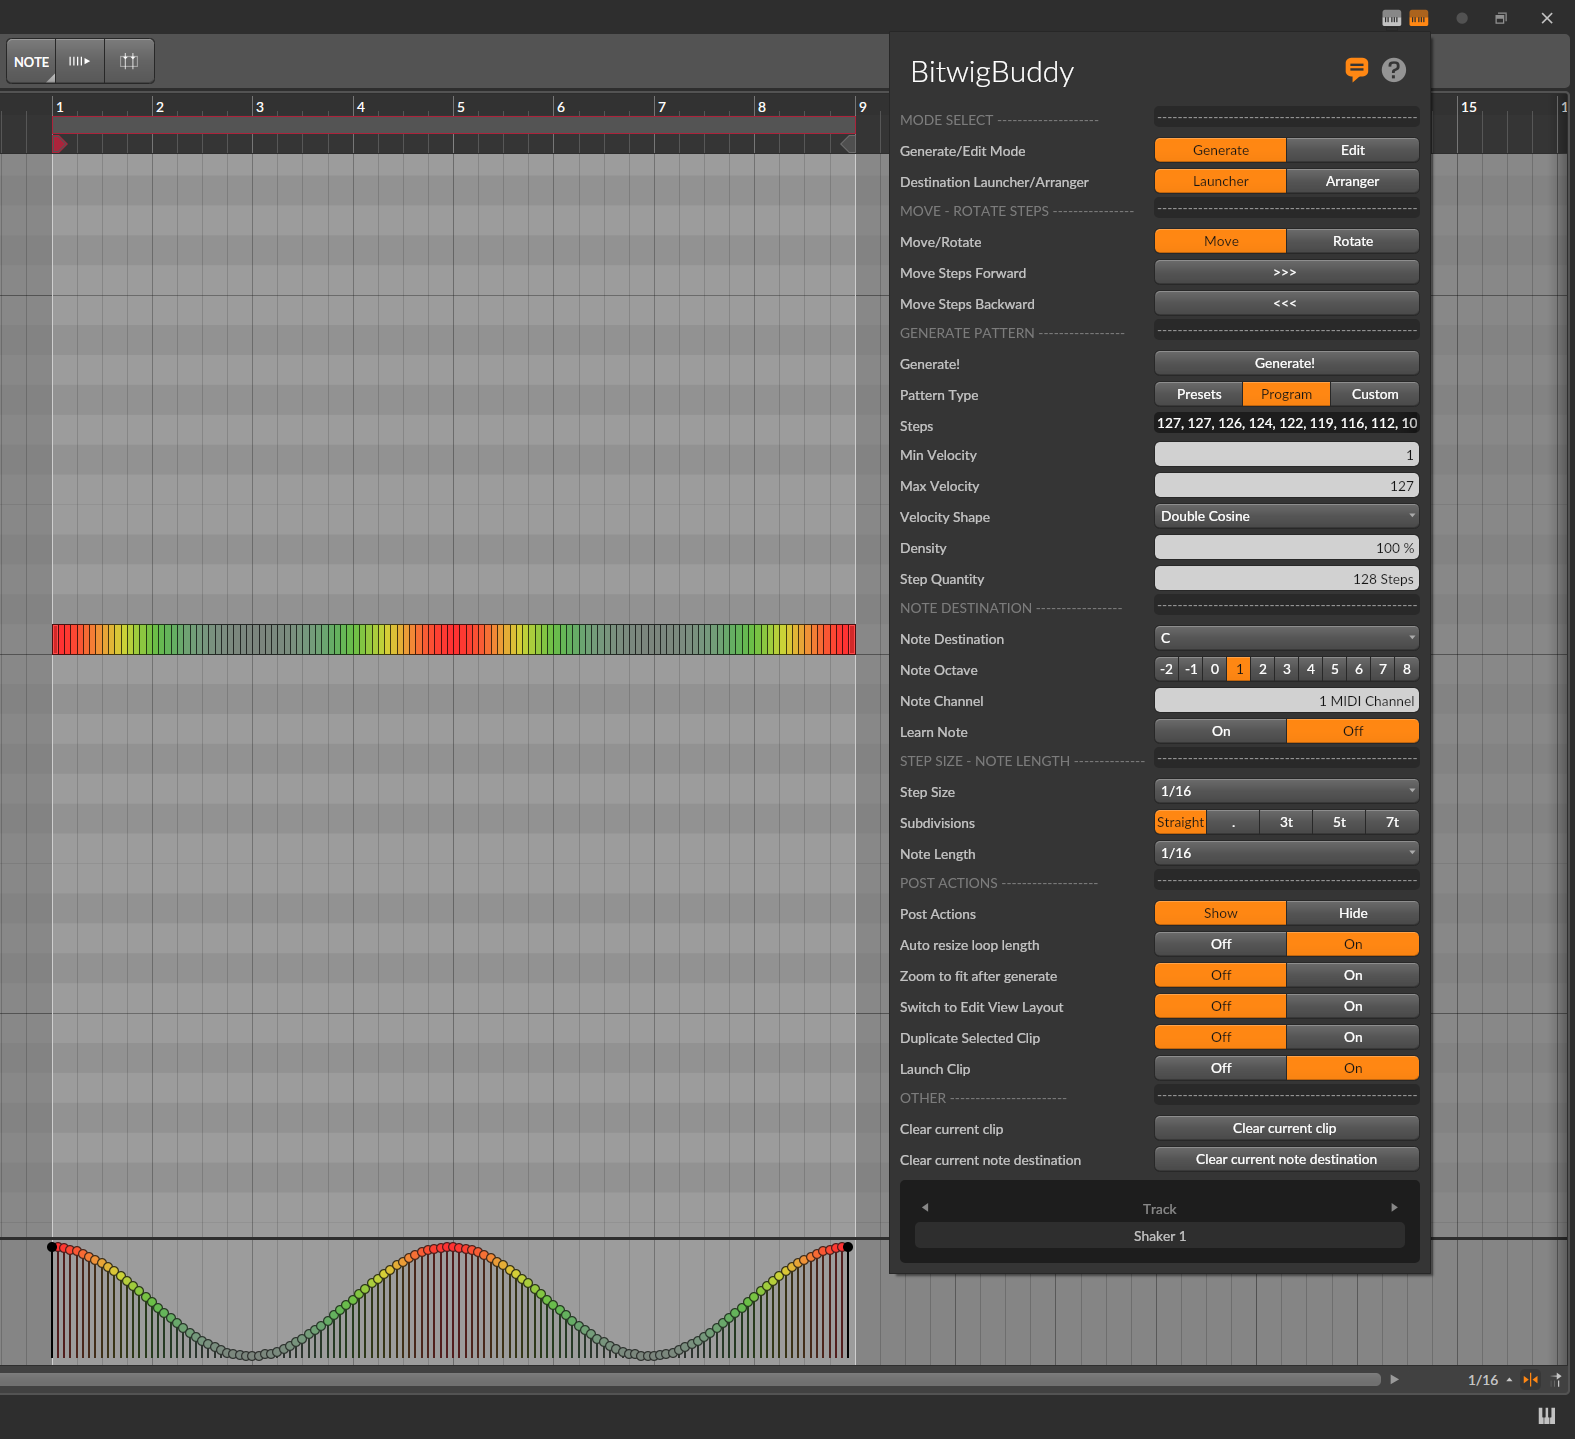 NOTE
1 2 3 4 5 6 7 8 9 15 1
BitwigBuddy
?
MODE SELECT -------------------
Generate/Edit Mode Generate Edit
Destination Launcher/Arranger Launcher Arranger
MOVE - ROTATE STEPS ----------------
Move/Rotate Move Rotate
Move Steps Forward >>>
Move Steps Backward <<<
GENERATE PATTERN -----------------
Generate! Generate!
Pattern Type Presets Program Custom
Steps 127, 127, 126, 124, 122, 119, 116, 112, 10
Min Velocity 1
Max Velocity 127
Velocity Shape Double Cosine
Density 100 %
Step Quantity 128 Steps
NOTE DESTINATION -----------------
Note Destination C
Note Octave -2 -1 0 1 2 3 4 5 6 7 8
Note Channel 1 MIDI Channel
Learn Note On Off
STEP SIZE - NOTE LENGTH --------------
Step Size 1/16
Subdivisions Straight . 3t 5t 7t
Note Length 1/16
POST ACTIONS -------------------
Post Actions Show Hide
Auto resize loop length Off On
Zoom to fit after generate Off On
Switch to Edit View Layout Off On
Duplicate Selected Clip Off On
Launch Clip Off On
OTHER -----------------------
Clear current clip Clear current clip
Clear current note destination Clear current note destination
Track
Shaker 1
1/16